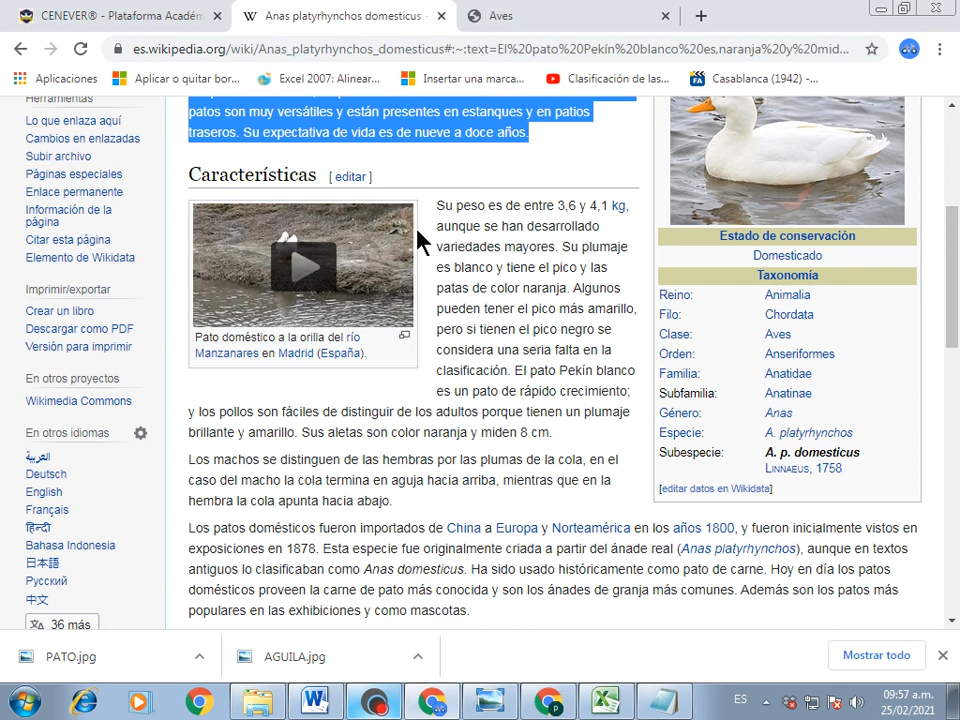 CENEVER® - Plataforma Académ
Anas platyrhynchos domesticus -
Aves
es.wikipedia.org/wiki/Anas_platyrhynchos_domesticus#:~:text=El%20pato%20Pekín%20blanco%20es,naranja%20y%20mid...
Aplicaciones
Aplicar o quitar bor...
Excel 2007: Alinear...
Insertar una marca...
Clasificación de las...
Casablanca (1942) -...
Herramientas
Lo que enlaza aquí
Cambios en enlazadas
Subir archivo
Páginas especiales
Enlace permanente
Información de la
página
Citar esta página
Elemento de Wikidata
Imprimir/exportar
Crear un libro
Descargar como PDF
Versión para imprimir
En otros proyectos
Wikimedia Commons
En otros idiomas
العربية
Deutsch
English
Français
हिन्दी
Bahasa Indonesia
日本語
Русский
中文
36 más
patos son muy versátiles y están presentes en estanques y en patios
traseros. Su expectativa de vida es de nueve a doce años.
Características [ editar ]
Pato doméstico a la orilla del río
Manzanares en Madrid (España).
Su peso es de entre 3,6 y 4,1 kg,
aunque se han desarrollado
variedades mayores. Su plumaje
es blanco y tiene el pico y las
patas de color naranja. Algunos
pueden tener el pico más amarillo,
pero si tienen el pico negro se
considera una seria falta en la
clasificación. El pato Pekín blanco
es un pato de rápido crecimiento;
y los pollos son fáciles de distinguir de los adultos porque tienen un plumaje
brillante y amarillo. Sus aletas son color naranja y miden 8 cm.
Los machos se distinguen de las hembras por las plumas de la cola, en el
caso del macho la cola termina en aguja hacia arriba, mientras que en la
hembra la cola apunta hacia abajo.
Los patos domésticos fueron importados de China a Europa y Norteamérica en los años 1800, y fueron inicialmente vistos en
exposiciones en 1878. Esta especie fue originalmente criada a partir del ánade real (Anas platyrhynchos), aunque en textos
antiguos lo clasificaban como Anas domesticus. Ha sido usado históricamente como pato de carne. Hoy en día los patos
domésticos proveen la carne de pato más conocida y son los ánades de granja más comunes. Además son los patos más
populares en las exhibiciones y como mascotas.
Estado de conservación
Domesticado
Taxonomía
Reino: Animalia
Filo: Chordata
Clase: Aves
Orden: Anseriformes
Familia: Anatidae
Subfamilia: Anatinae
Género: Anas
Especie: A. platyrhynchos
Subespecie: A. p. domesticus
LINNAEUS, 1758
[editar datos en Wikidata]
PATO.jpg
AGUILA.jpg
Mostrar todo
ES
09:57 a.m.
25/02/2021